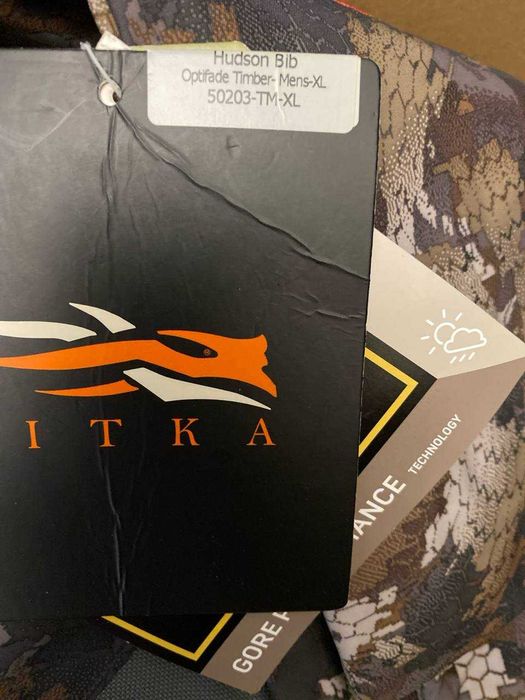 Hudson Bib
Optifade Timber- Mens-XL
50203-TM-XL
®
ITKA
GORE
ANCE
TECHNOLOGY